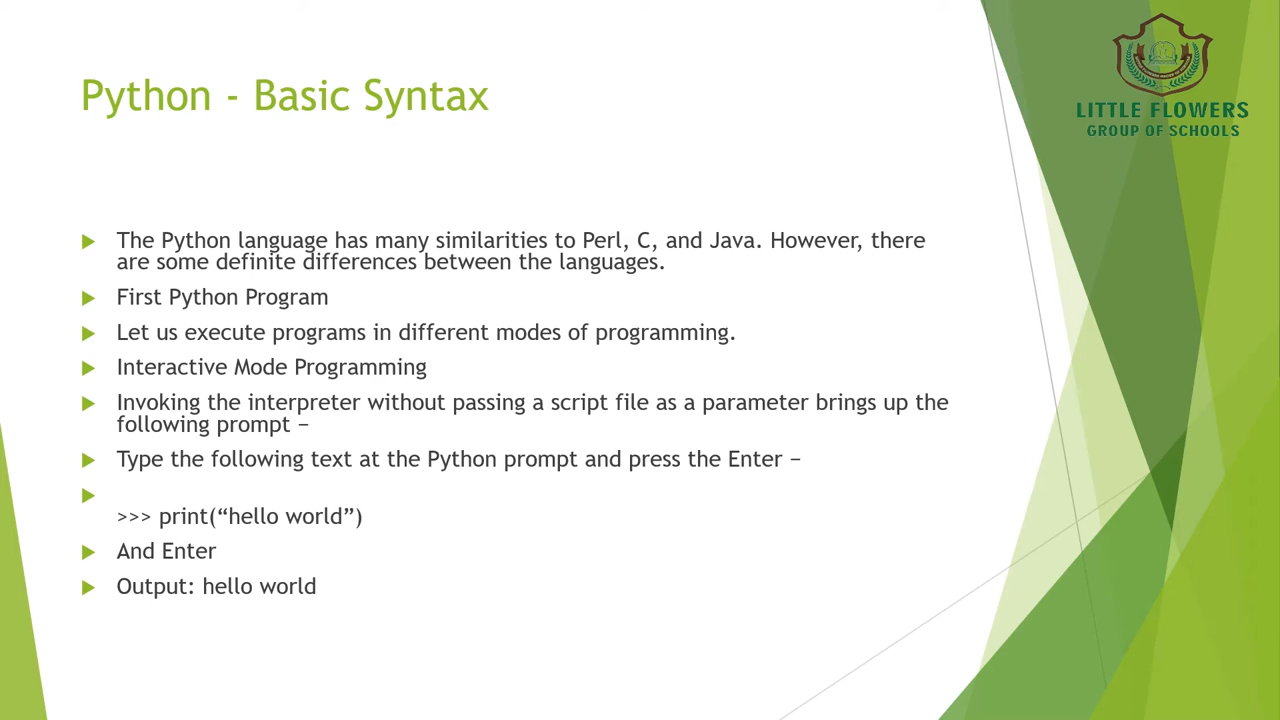 LITTLE FLOWERS
GROUP OF SCHOOLS
Python - Basic Syntax
The Python language has many similarities to Perl, C, and Java. However, there
are some definite differences between the languages.
First Python Program
Let us execute programs in different modes of programming.
Interactive Mode Programming
Invoking the interpreter without passing a script file as a parameter brings up the
following prompt −
Type the following text at the Python prompt and press the Enter −
>>> print(“hello world”)
And Enter
Output: hello world